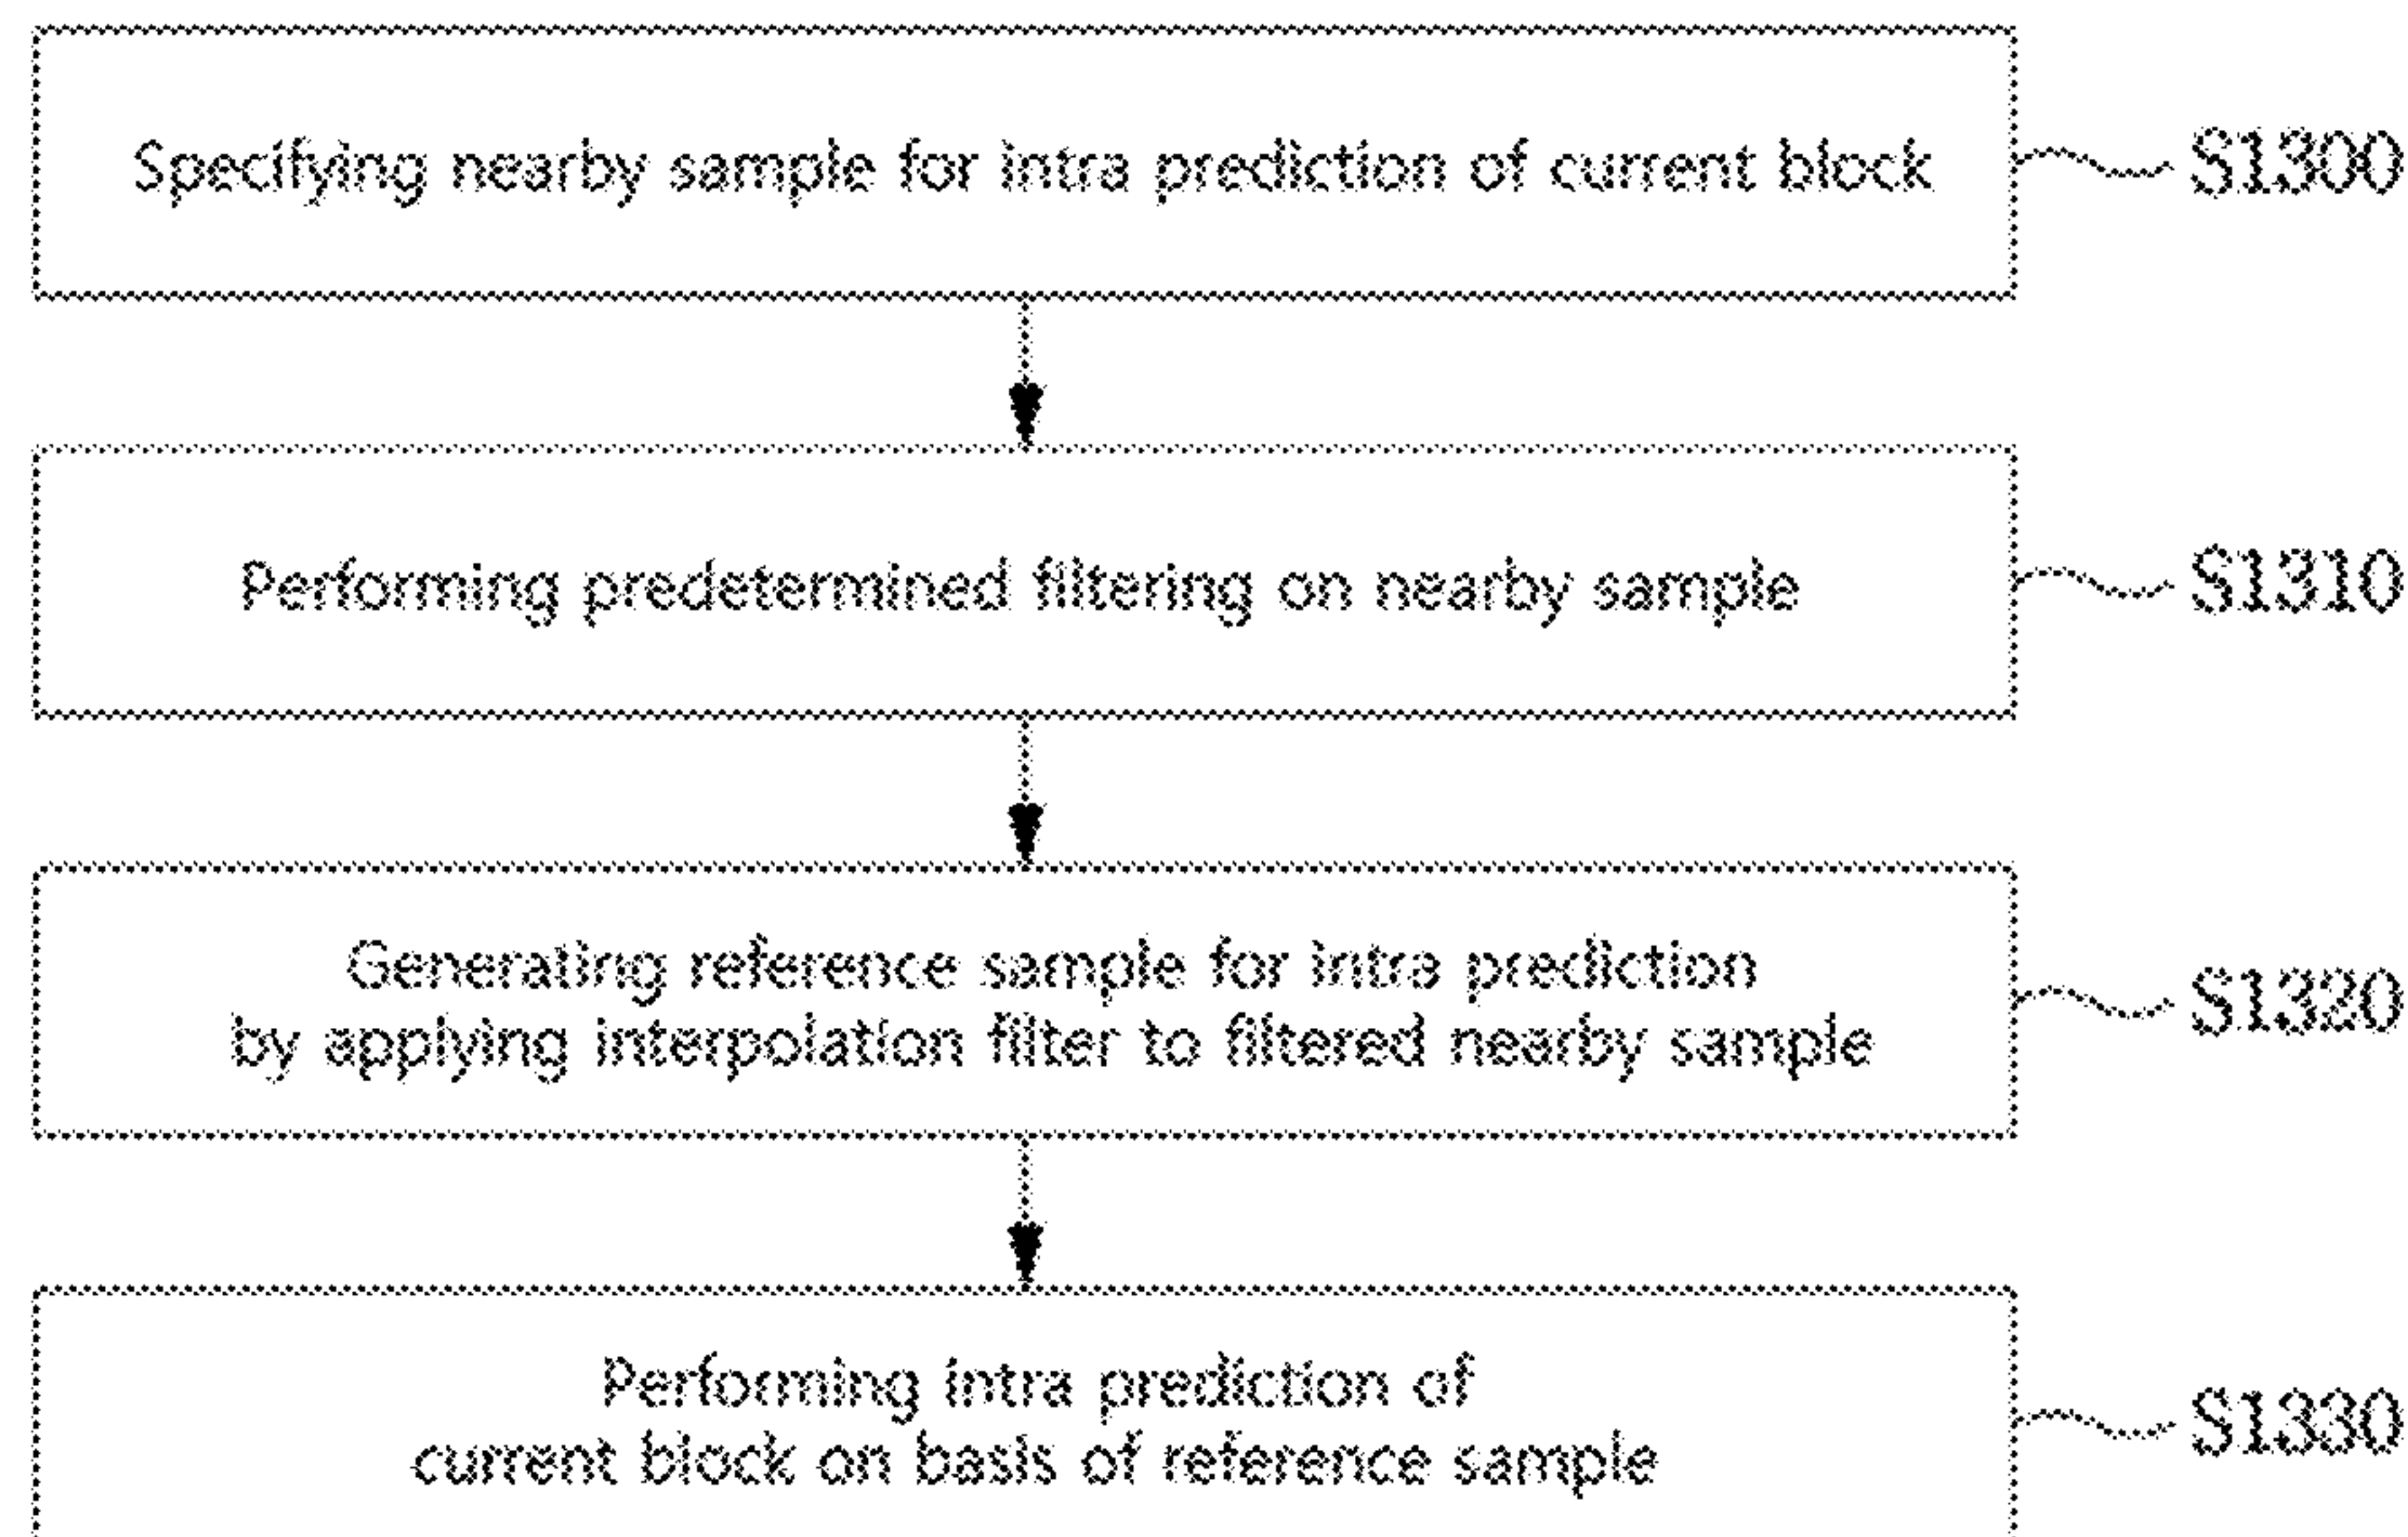 Specifying nearby sample for intra prediction of current block
S1300
Performing predetermined filtering on nearby sample
S1310
Generating reference sample for intra prediction
by applying interpolation filter to filtered nearby sample
S1320
Performing intra prediction of
current block on basis of reference sample
S1330